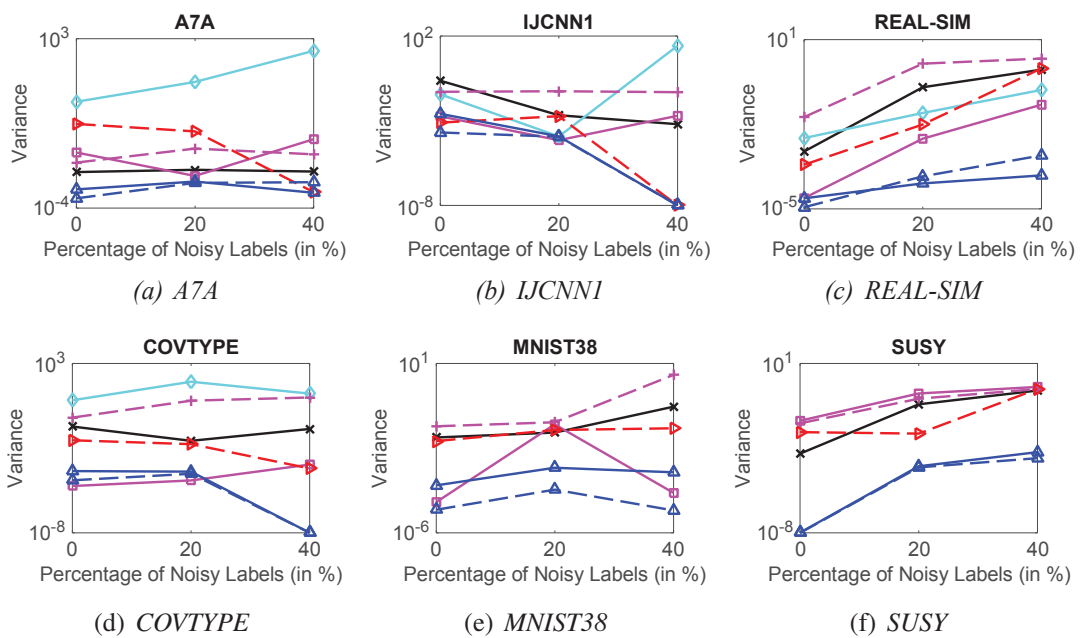 A7A
10^3
Variance
10^-4
0 20 40
Percentage of Noisy Labels (in %)
(a) A7A
IJCNN1
10^2
Variance
10^-8
0 20 40
Percentage of Noisy Labels (in %)
(b) IJCNN1
REAL-SIM
10^1
Variance
10^-5
0 20 40
Percentage of Noisy Labels (in %)
(c) REAL-SIM
COVTYPE
10^3
Variance
10^-8
0 20 40
Percentage of Noisy Labels (in %)
(d) COVTYPE
MNIST38
10^1
Variance
10^-6
0 20 40
Percentage of Noisy Labels (in %)
(e) MNIST38
SUSY
10^1
Variance
10^-8
0 20 40
Percentage of Noisy Labels (in %)
(f) SUSY